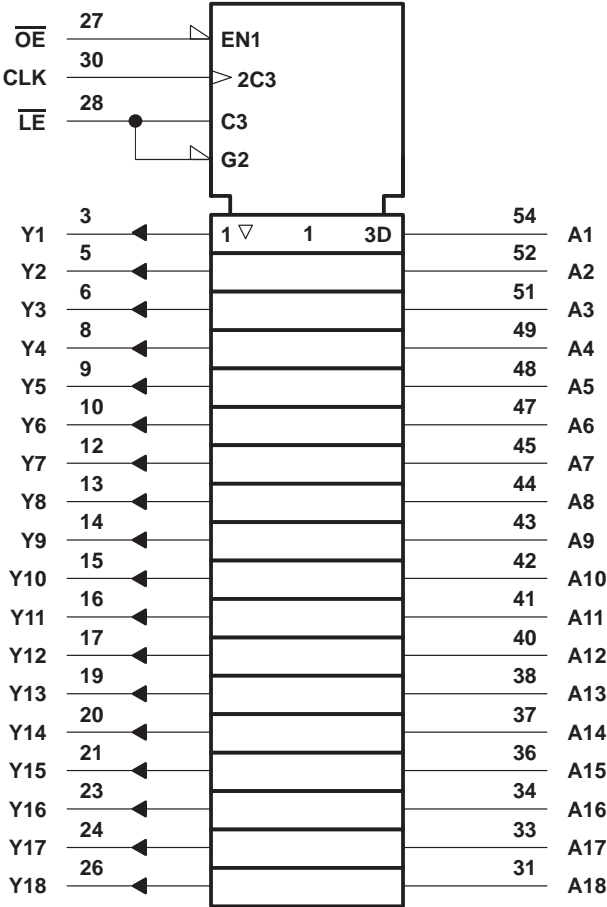 OE 27 EN1
CLK 30 2C3
LE 28 C3
G2
Y1 3 1 ▽ 1 3D 54 A1
Y2 5 52 A2
Y3 6 51 A3
Y4 8 49 A4
Y5 9 48 A5
Y6 10 47 A6
Y7 12 45 A7
Y8 13 44 A8
Y9 14 43 A9
Y10 15 42 A10
Y11 16 41 A11
Y12 17 40 A12
Y13 19 38 A13
Y14 20 37 A14
Y15 21 36 A15
Y16 23 34 A16
Y17 24 33 A17
Y18 26 31 A18